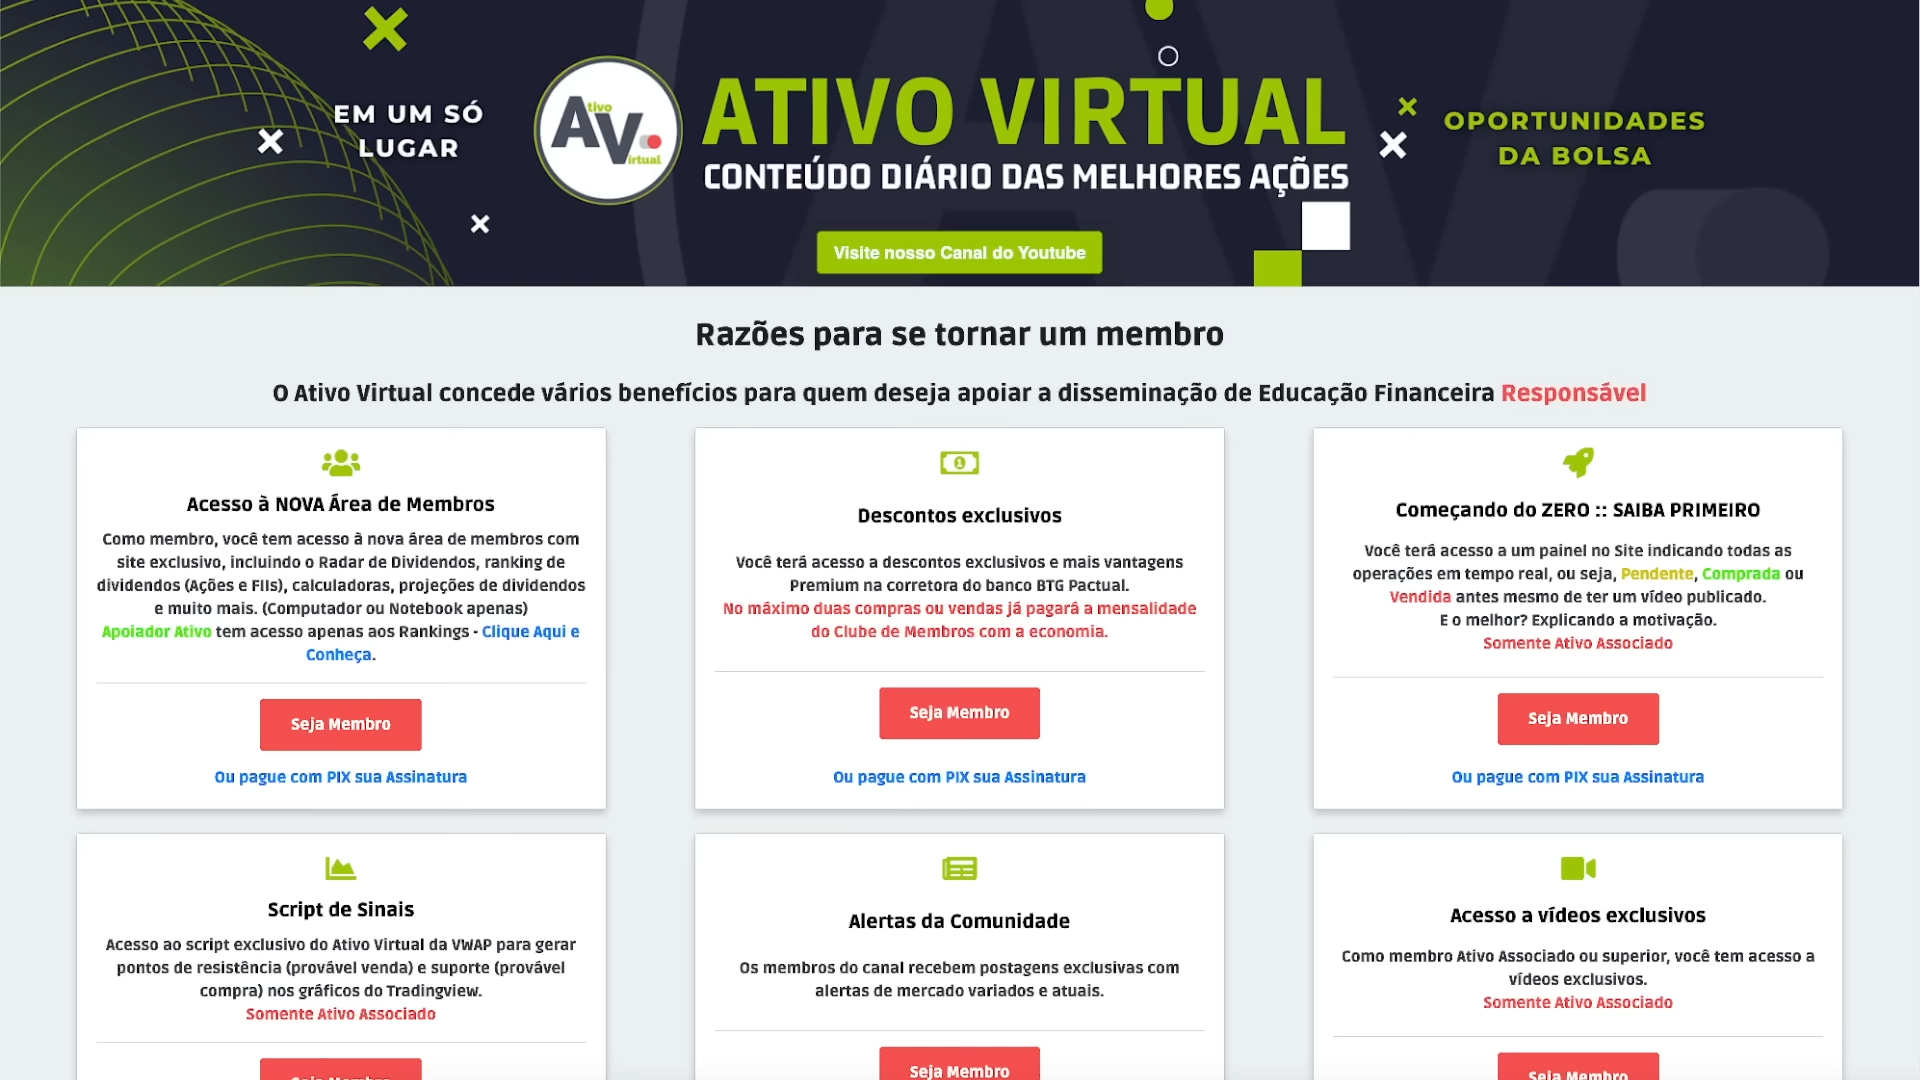 EM UM SÓ
LUGAR
Ativo
Virtual
ATIVO VIRTUAL
CONTEÚDO DIÁRIO DAS MELHORES AÇÕES
OPORTUNIDADES
DA BOLSA
Visite nosso Canal do Youtube
Razões para se tornar um membro
O Ativo Virtual concede vários benefícios para quem deseja apoiar a disseminação de Educação Financeira Responsável
Acesso à NOVA Área de Membros
Como membro, você tem acesso à nova área de membros com
site exclusivo, incluindo o Radar de Dividendos, ranking de
dividendos (Ações e FIIs), calculadoras, projeções de dividendos
e muito mais. (Computador ou Notebook apenas)
Apoiador Ativo tem acesso apenas aos Rankings - Clique Aqui e
Conheça.
Seja Membro
Ou pague com PIX sua Assinatura
Descontos exclusivos
Você terá acesso a descontos exclusivos e mais vantagens
Premium na corretora do banco BTG Pactual.
No máximo duas compras ou vendas já pagará a mensalidade
do Clube de Membros com a economia.
Seja Membro
Ou pague com PIX sua Assinatura
Começando do ZERO :: SAIBA PRIMEIRO
Você terá acesso a um painel no Site indicando todas as
operações em tempo real, ou seja, Pendente, Comprada ou
Vendida antes mesmo de ter um vídeo publicado.
E o melhor? Explicando a motivação.
Somente Ativo Associado
Seja Membro
Ou pague com PIX sua Assinatura
Script de Sinais
Acesso ao script exclusivo do Ativo Virtual da VWAP para gerar
pontos de resistência (provável venda) e suporte (provável
compra) nos gráficos do Tradingview.
Somente Ativo Associado
Seja Membro
Alertas da Comunidade
Os membros do canal recebem postagens exclusivas com
alertas de mercado variados e atuais.
Seja Membro
Acesso a vídeos exclusivos
Como membro Ativo Associado ou superior, você tem acesso a
vídeos exclusivos.
Somente Ativo Associado
Seja Membro